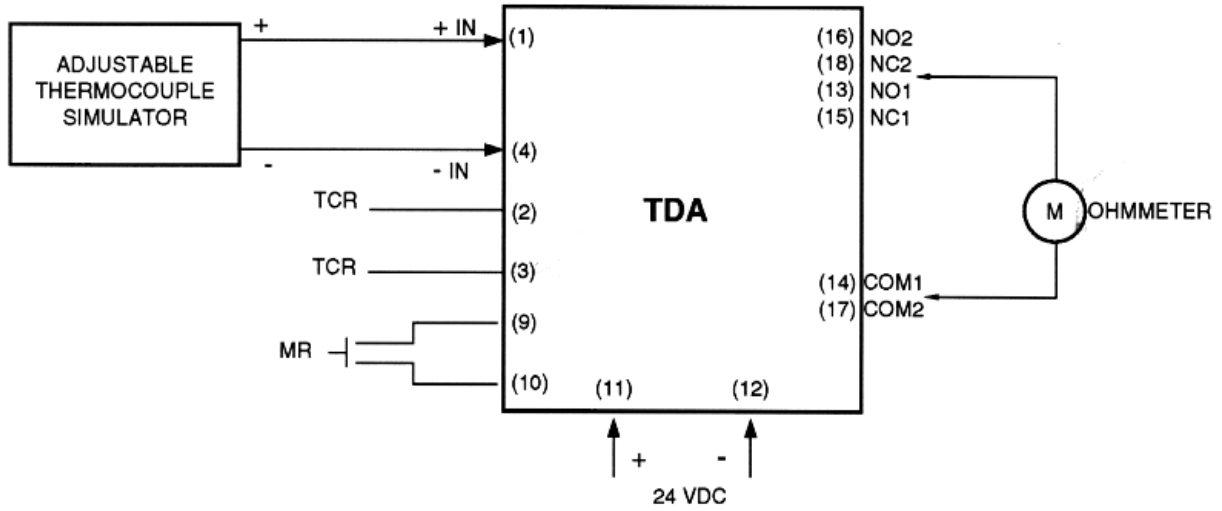 ADJUSTABLE
THERMOCOUPLE
SIMULATOR
+
+ IN
(1)
-
- IN
(4)
TCR
(2)
TCR
(3)
MR
(9)
(10)
(11)
(12)
+
-
24 VDC
TDA
(16) NO2
(18) NC2
(13) NO1
(15) NC1
M
OHMMETER
(14) COM1
(17) COM2